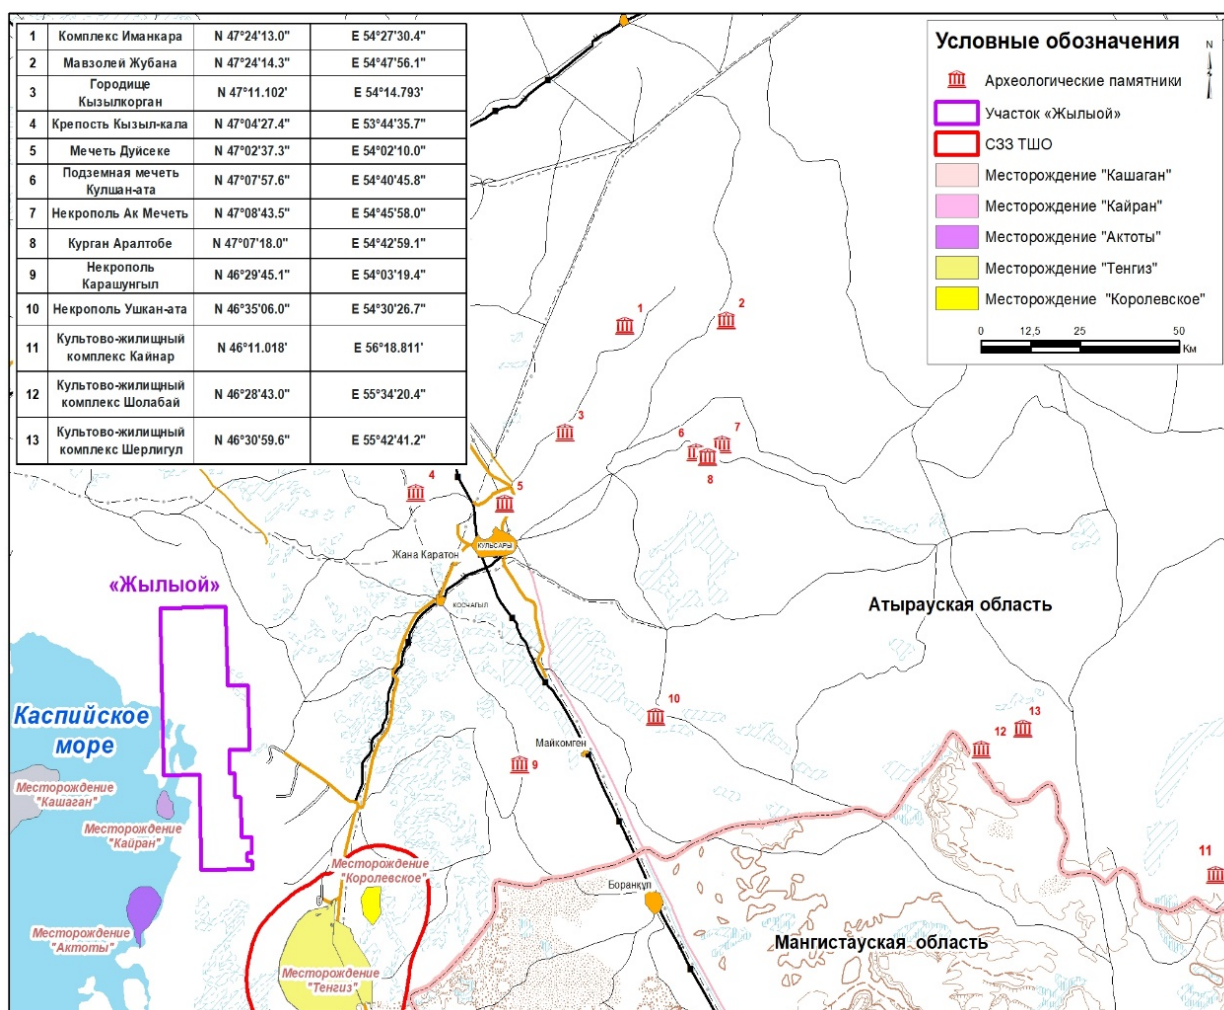 1 Комплекс Иманкара N 47°24'13.0" E 54°27'30.4"
2 Мавзолей Жубана N 47°24'14.3" E 54°47'56.1"
3 Городище Кызылкорган N 47°11.102' E 54°14.793'
4 Крепость Кызыл-кала N 47°04'27.4" E 53°44'35.7"
5 Мечеть Дуйсеке N 47°02'37.3" E 54°02'10.0"
6 Подземная мечеть Кулшан-ата N 47°07'57.6" E 54°40'45.8"
7 Некрополь Ак Мечеть N 47°08'43.5" E 54°45'58.0"
8 Курган Аралтобе N 47°07'18.0" E 54°42'59.1"
9 Некрополь Карашунгыл N 46°29'45.1" E 54°03'19.4"
10 Некрополь Ушкан-ата N 46°35'06.0" E 54°30'26.7"
11 Культово-жилищный комплекс Кайнар N 46°11.018' E 56°18.811'
12 Культово-жилищный комплекс Шолабай N 46°28'43.0" E 55°34'20.4"
13 Культово-жилищный комплекс Шерлигул N 46°30'59.6" E 55°42'41.2"
Условные обозначения
N
Археологические памятники
Участок «Жылыой»
СЗЗ ТШО
Месторождение "Кашаган"
Месторождение "Кайран"
Месторождение "Актоты"
Месторождение "Тенгиз"
Месторождение "Королевское"
0 12,5 25 50
Км
1
2
3
6
7
8
4
5
КУЛЬСАРЫ
Жана Каратон
КОСЧАГЫЛ
«Жылыой»
Атырауская область
10
Каспийское
море
Майкомген
9
12
13
Месторождение
"Кашаган"
Месторождение
"Кайран"
11
Месторождение
"Королевское"
Боранкул
Месторождение
"Актоты"
Мангистауская область
Месторождение
"Тенгиз"